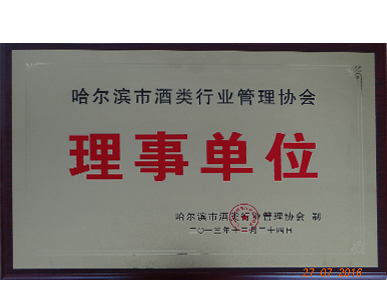 哈尔滨市酒类行业管理协会
理事单位
哈尔滨市酒类行业管理协会 制
二〇一三年十二月二十四日
27 07 2016